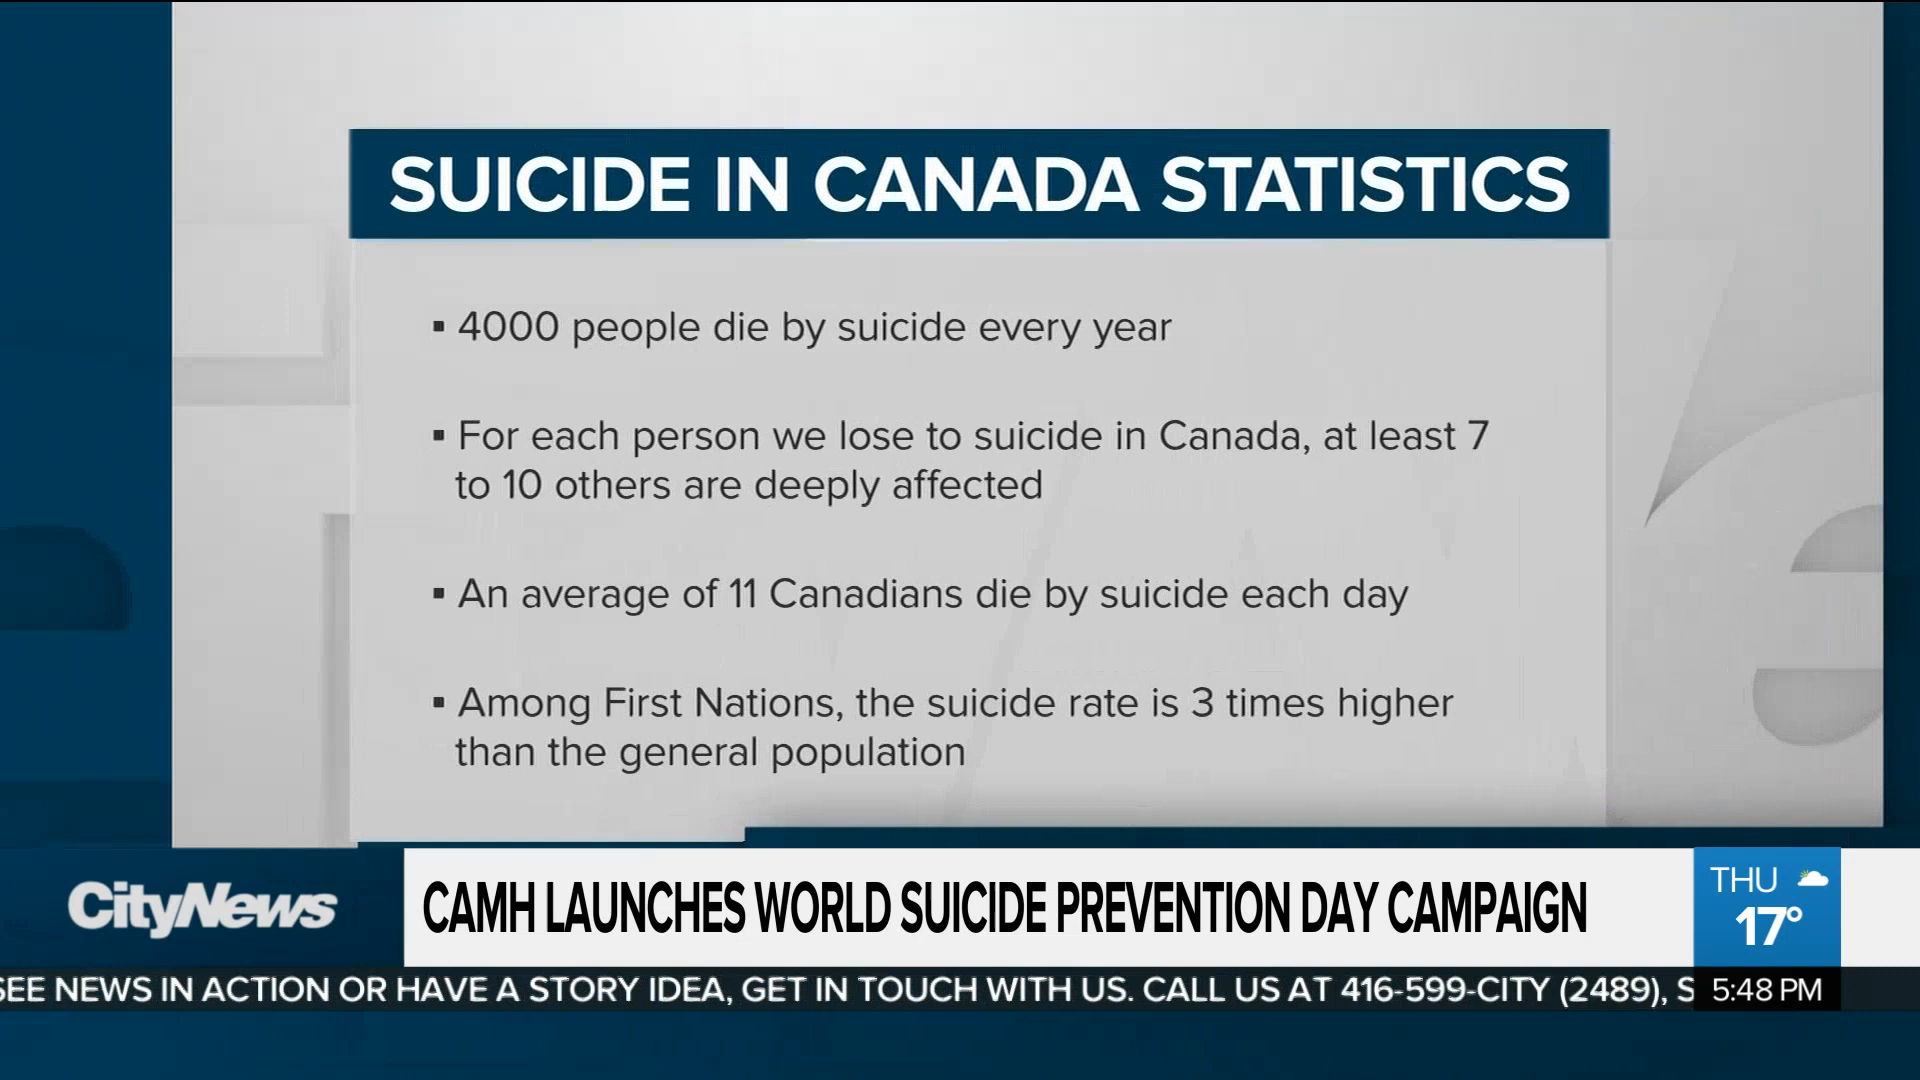 SUICIDE IN CANADA STATISTICS
▪ 4000 people die by suicide every year
▪ For each person we lose to suicide in Canada, at least 7
to 10 others are deeply affected
▪ An average of 11 Canadians die by suicide each day
▪ Among First Nations, the suicide rate is 3 times higher
than the general population
CityNews
CAMH LAUNCHES WORLD SUICIDE PREVENTION DAY CAMPAIGN
THU
17°
SEE NEWS IN ACTION OR HAVE A STORY IDEA, GET IN TOUCH WITH US. CALL US AT 416-599-CITY (2489), S
5:48 PM